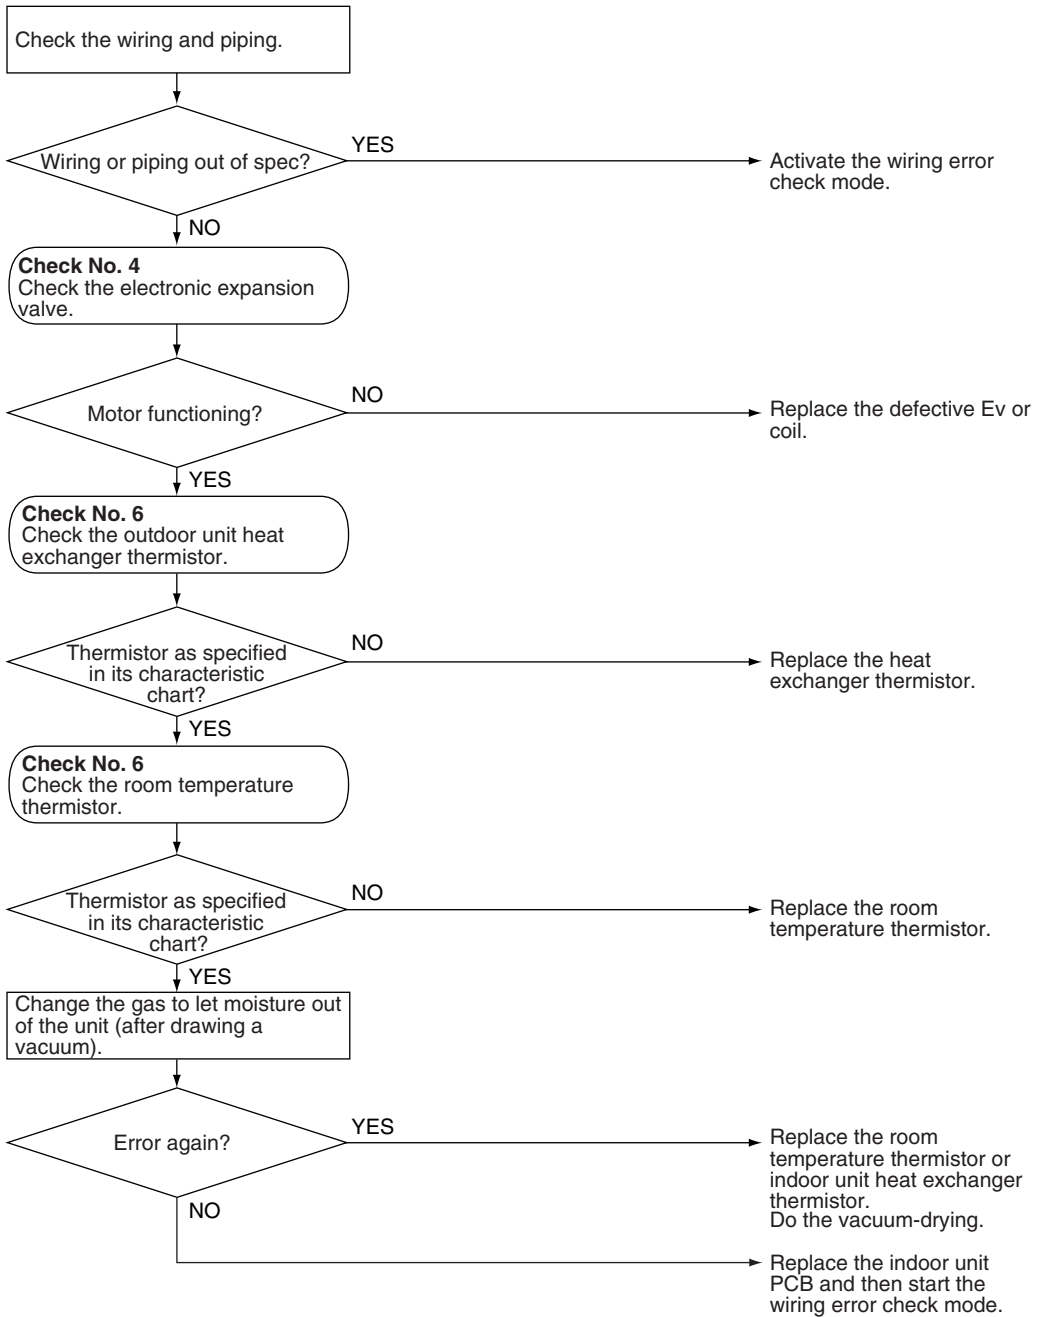 Check the wiring and piping.
YES
Wiring or piping out of spec?
Activate the wiring error
check mode.
NO
Check No. 4
Check the electronic expansion
valve.
NO
Motor functioning?
Replace the defective Ev or
coil.
YES
Check No. 6
Check the outdoor unit heat
exchanger thermistor.
NO
Thermistor as specified
in its characteristic
chart?
Replace the heat
exchanger thermistor.
YES
Check No. 6
Check the room temperature
thermistor.
NO
Thermistor as specified
in its characteristic
chart?
Replace the room
temperature thermistor.
YES
Change the gas to let moisture out
of the unit (after drawing a
vacuum).
YES
Error again?
Replace the room
temperature thermistor or
indoor unit heat exchanger
thermistor.
Do the vacuum-drying.
NO
Replace the indoor unit
PCB and then start the
wiring error check mode.